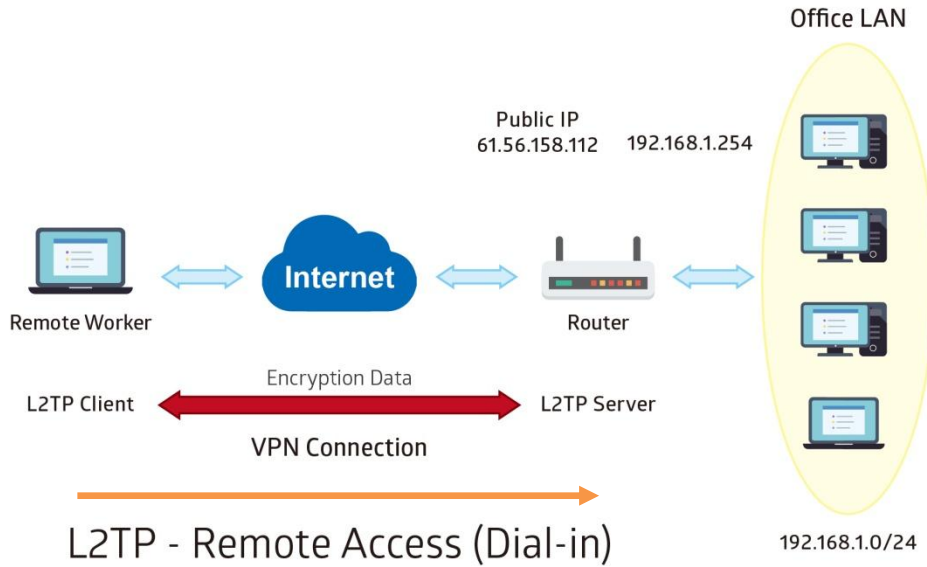 Office LAN
Public IP
61.56.158.112
192.168.1.254
Internet
Remote Worker
Router
Encryption Data
L2TP Client
L2TP Server
VPN Connection
L2TP - Remote Access (Dial-in)
192.168.1.0/24